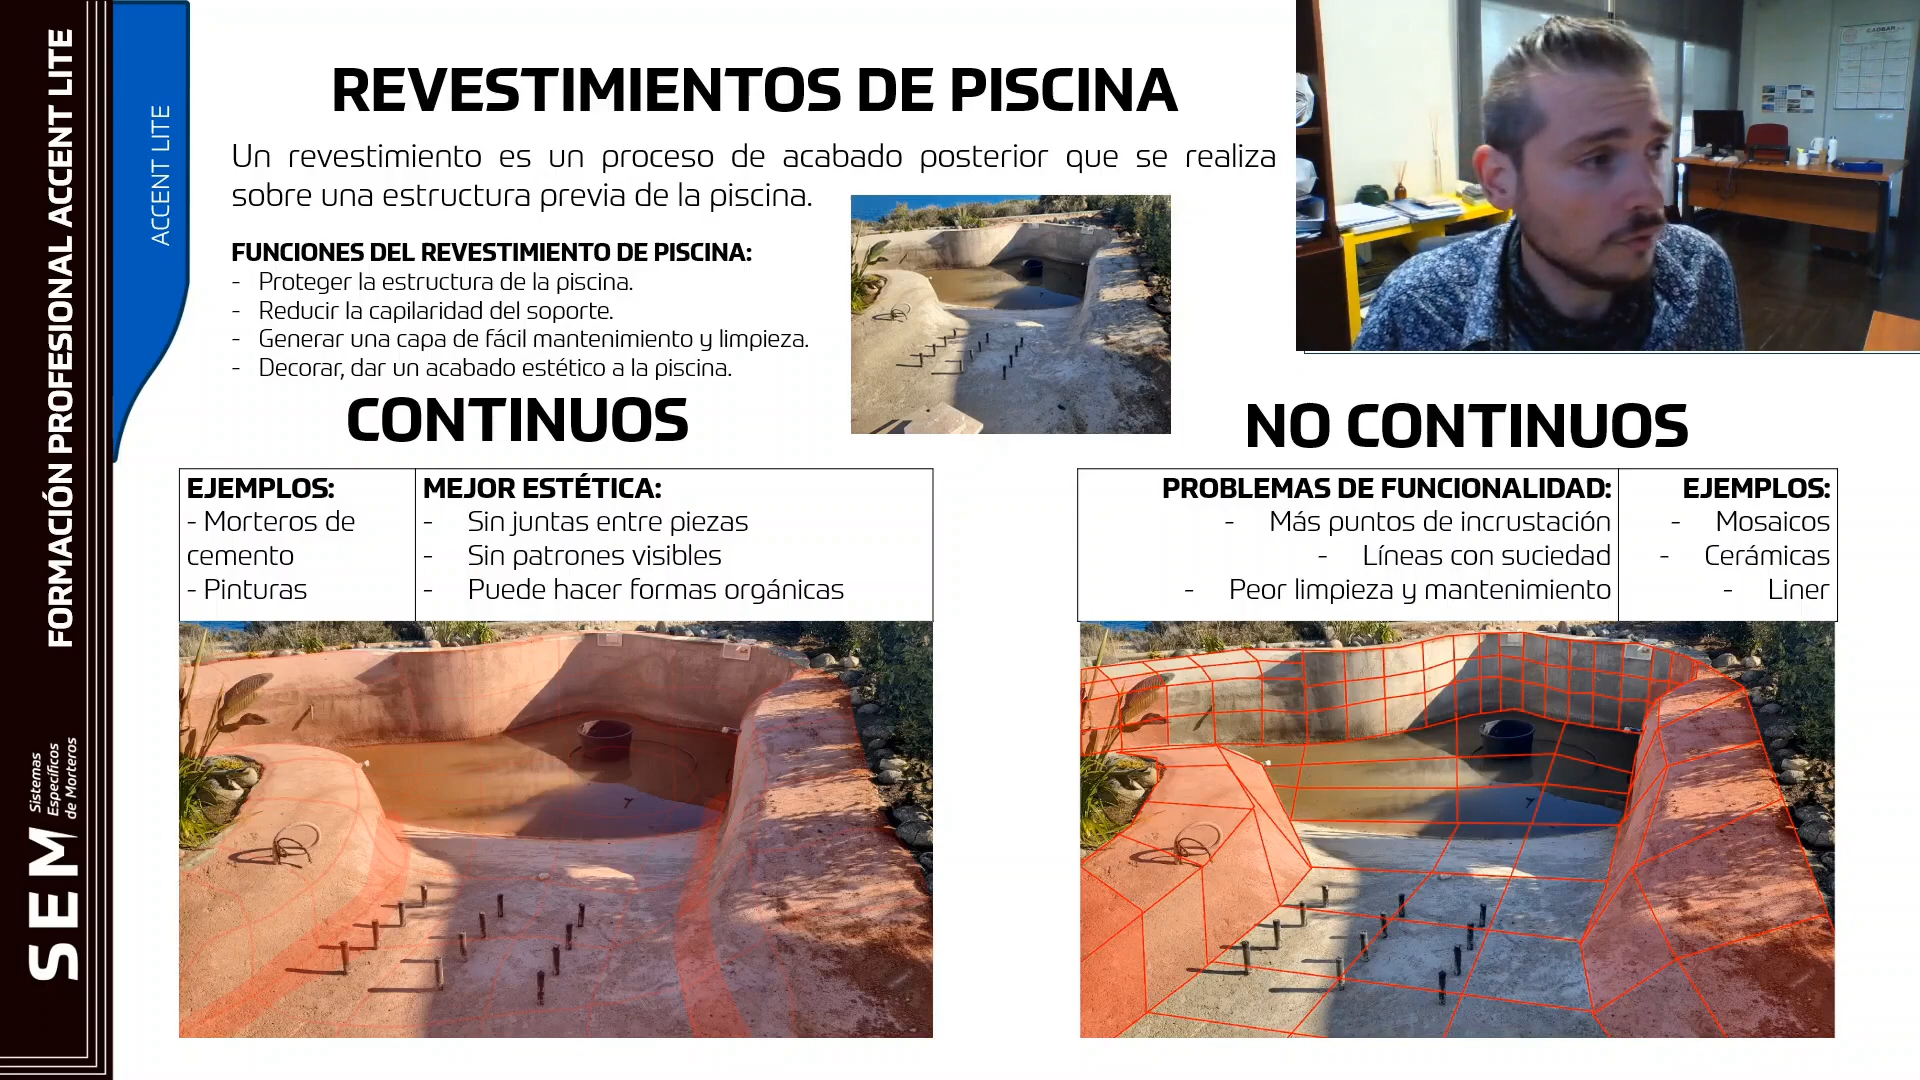 FORMACIÓN PROFESIONAL ACCENT LITE
SEM
Sistemas
Específicos
de Morteros
ACCENT LITE
REVESTIMIENTOS DE PISCINA
Un revestimiento es un proceso de acabado posterior que se realiza
sobre una estructura previa de la piscina.
FUNCIONES DEL REVESTIMIENTO DE PISCINA:
- Proteger la estructura de la piscina.
- Reducir la capilaridad del soporte.
- Generar una capa de fácil mantenimiento y limpieza.
- Decorar, dar un acabado estético a la piscina.
CONTINUOS
EJEMPLOS:
- Morteros de
cemento
- Pinturas
MEJOR ESTÉTICA:
- Sin juntas entre piezas
- Sin patrones visibles
- Puede hacer formas orgánicas
NO CONTINUOS
PROBLEMAS DE FUNCIONALIDAD:
- Más puntos de incrustación
- Líneas con suciedad
- Peor limpieza y mantenimiento
EJEMPLOS:
- Mosaicos
- Cerámicas
- Liner